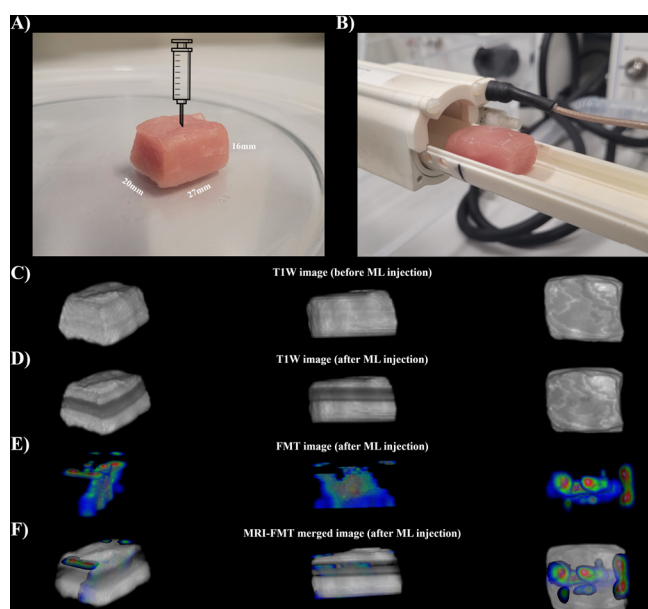 A)
B)
16mm
20mm
27mm
C)
T1W image (before ML injection)
D)
T1W image (after ML injection)
E)
FMT image (after ML injection)
F)
MRI-FMT merged image (after ML injection)